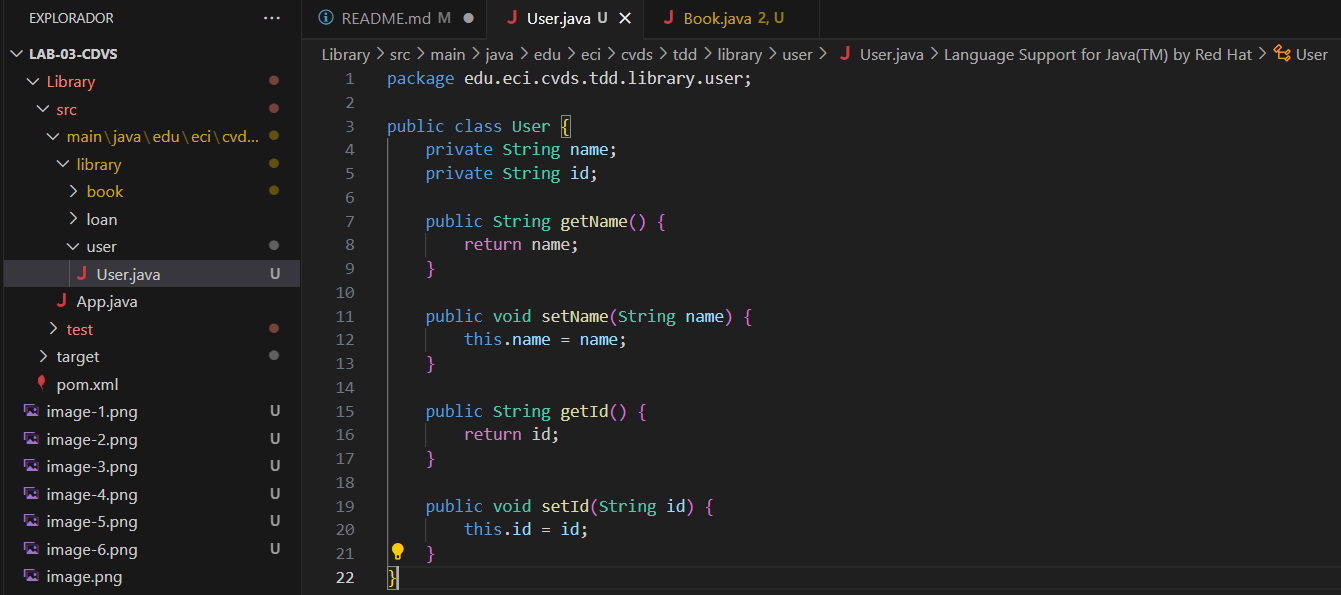 EXPLORADOR ...
LAB-03-CDVS
Library
src
main\java\edu\eci\cvd...
library
book
loan
user
User.java U
App.java
test
target
pom.xml
image-1.png U
image-2.png U
image-3.png U
image-4.png U
image-5.png U
image-6.png U
image.png
README.md M
User.java U
Book.java 2, U
Library > src > main > java > edu > eci > cvds > tdd > library > user > User.java > Language Support for Java(TM) by Red Hat > User
1 package edu.eci.cvds.tdd.library.user;
2
3 public class User {
4 private String name;
5 private String id;
6
7 public String getName() {
8 return name;
9 }
10
11 public void setName(String name) {
12 this.name = name;
13 }
14
15 public String getId() {
16 return id;
17 }
18
19 public void setId(String id) {
20 this.id = id;
21 }
22 }